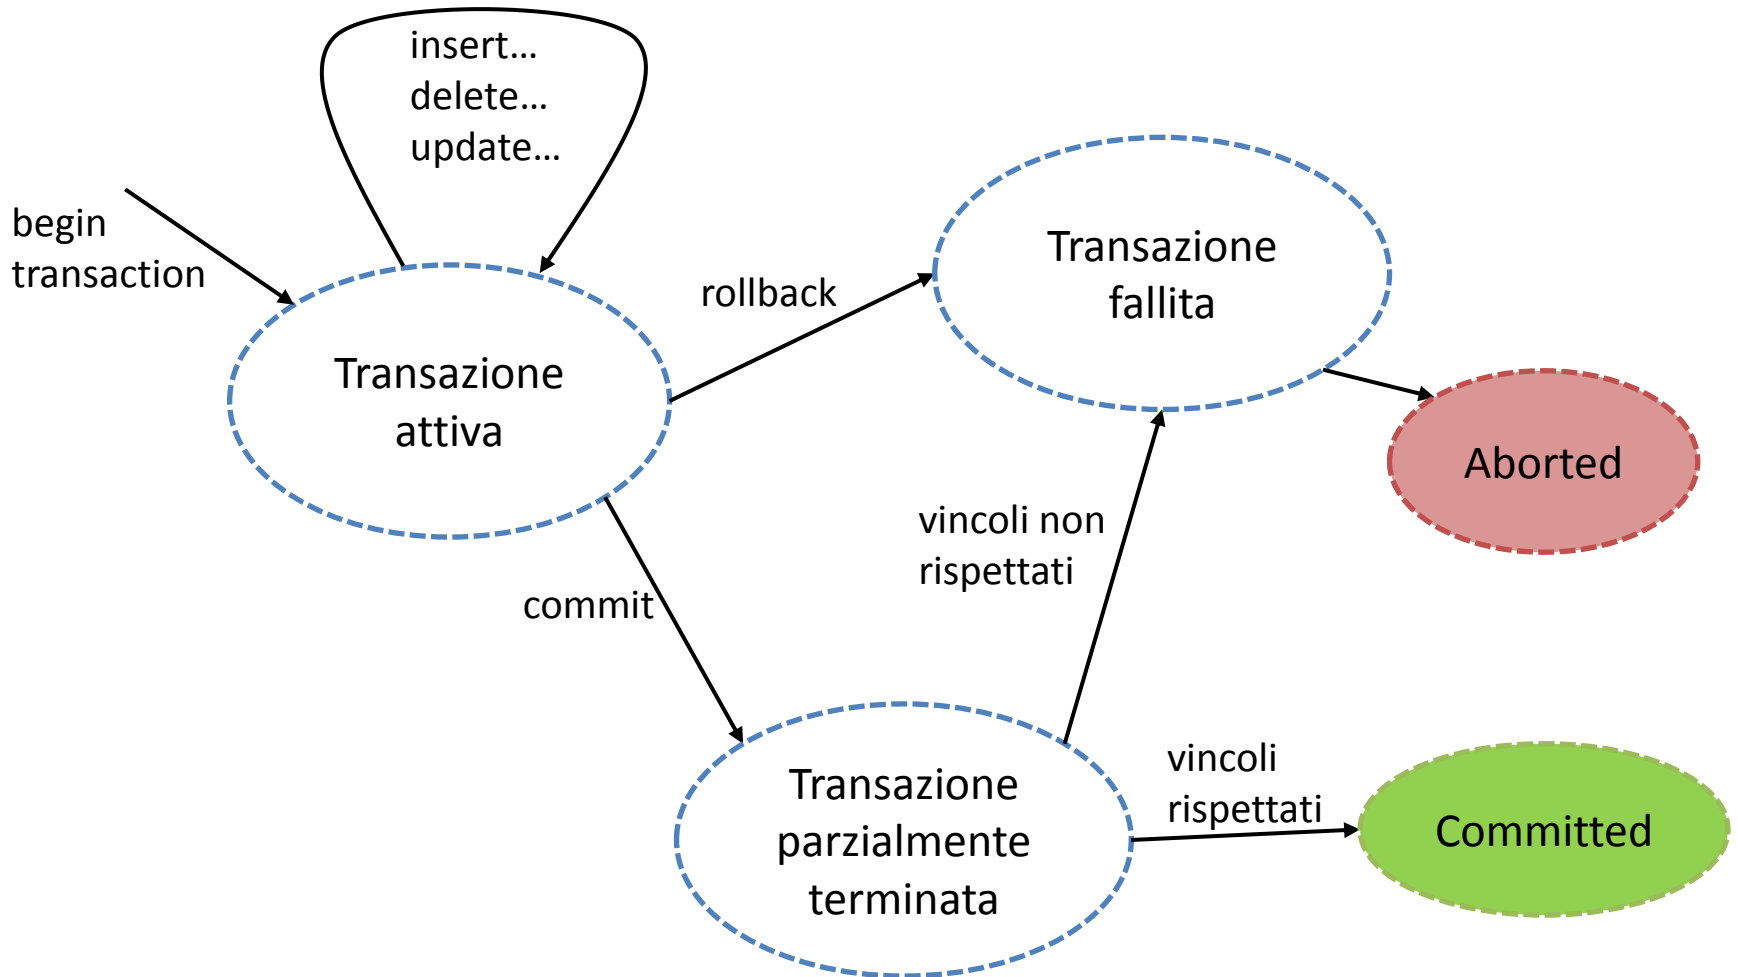 insert…
delete…
update…
begin
transaction
Transazione
attiva
rollback
Transazione
fallita
Aborted
vincoli non
rispettati
commit
Transazione
parzialmente
terminata
vincoli
rispettati
Committed